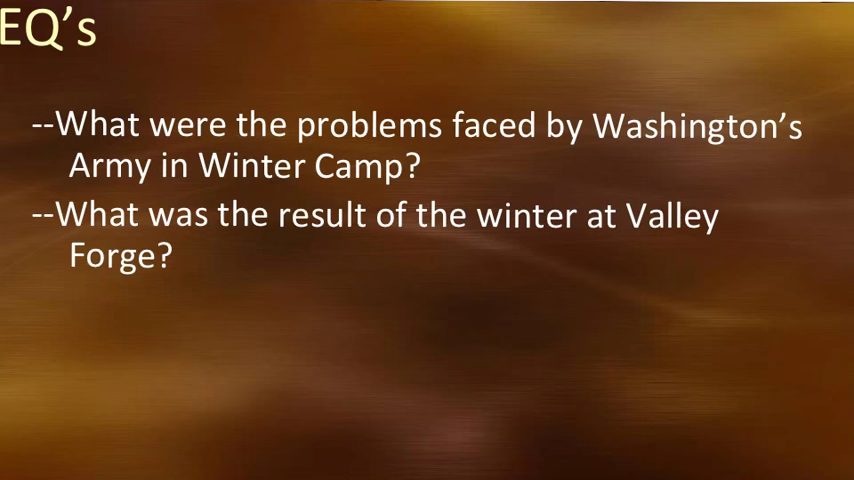 EQ’s
--What were the problems faced by Washington’s
Army in Winter Camp?
--What was the result of the winter at Valley
Forge?